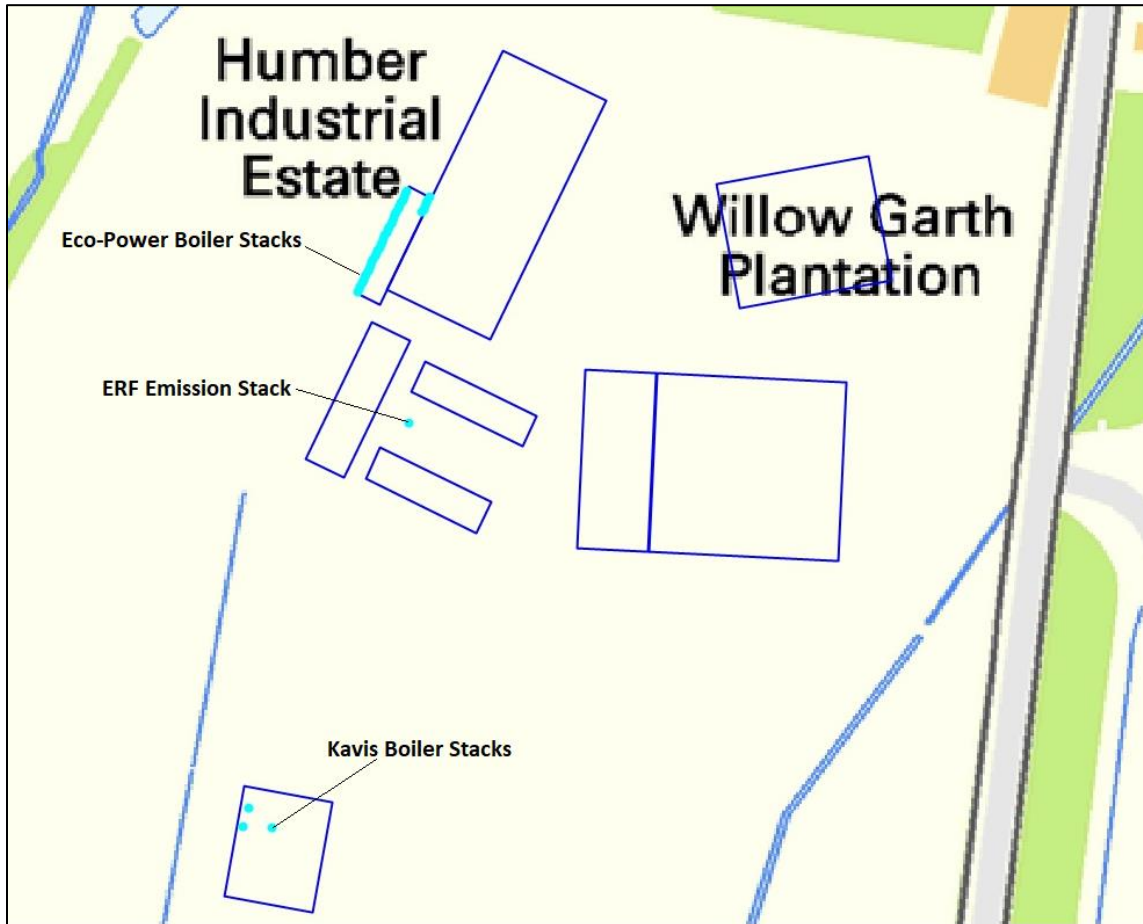 Humber
Industrial
Estate
Willow Garth
Plantation
Eco-Power Boiler Stacks
ERF Emission Stack
Kavis Boiler Stacks